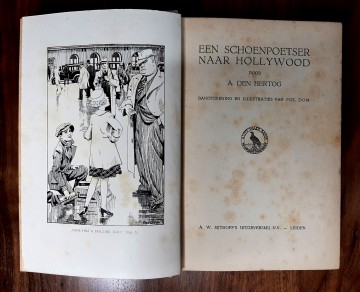 EEN SCHOENPOETSER
NAAR HOLLYWOOD
DOOR
A. DEN HERTOG
BANDTEEKENING EN ILLUSTRATIES VAN POL DOM
A. W. SIJTHOFF'S UITGEVERSMIJ N.V. — LEIDEN